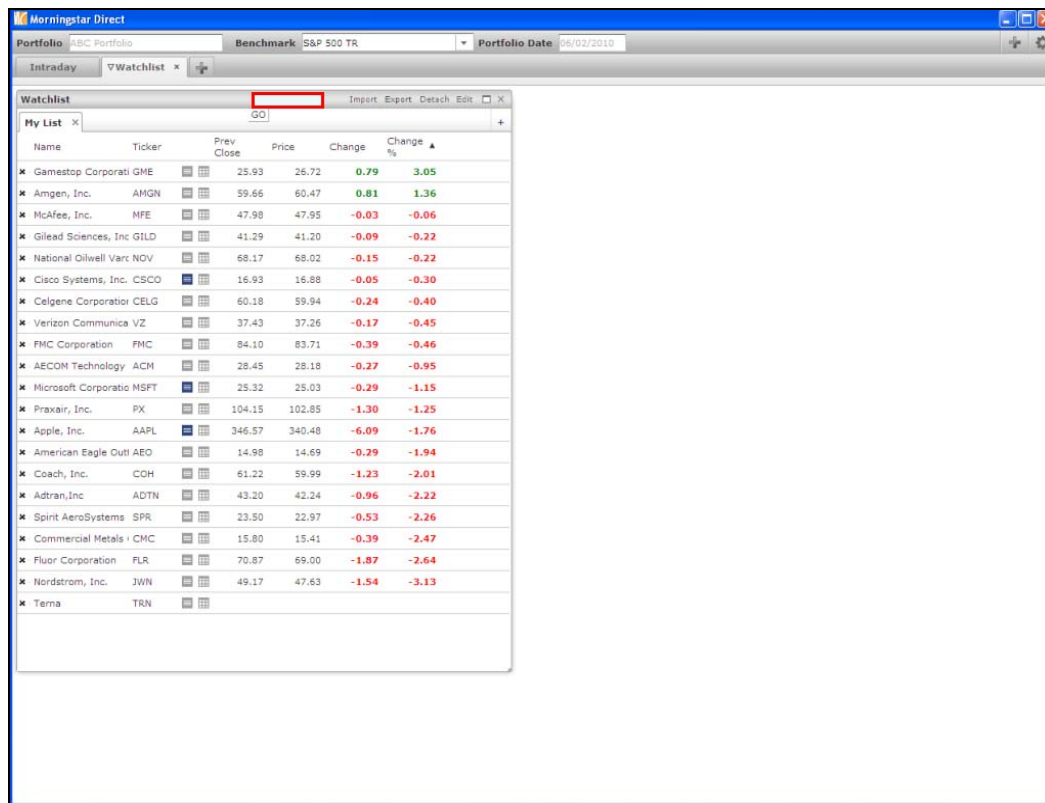 Morningstar Direct
Portfolio ABC Portfolio Benchmark S&P 500 TR Portfolio Date 06/02/2010
Intraday Watchlist ×
Watchlist Import Export Detach Edit
GO
My List × +
Name Ticker Prev Close Price Change Change %
Gamestop Corporati GME 25.93 26.72 0.79 3.05
Amgen, Inc. AMGN 59.66 60.47 0.81 1.36
McAfee, Inc. MFE 47.98 47.95 -0.03 -0.06
Gilead Sciences, Inc GILD 41.29 41.20 -0.09 -0.22
National Oilwell Varc NOV 68.17 68.02 -0.15 -0.22
Cisco Systems, Inc. CSCO 16.93 16.88 -0.05 -0.30
Celgene Corporation CELG 60.18 59.94 -0.24 -0.40
Verizon Communica VZ 37.43 37.26 -0.17 -0.45
FMC Corporation FMC 84.10 83.71 -0.39 -0.46
AECOM Technology ACM 28.45 28.18 -0.27 -0.95
Microsoft Corporatio MSFT 25.32 25.03 -0.29 -1.15
Praxair, Inc. PX 104.15 102.85 -1.30 -1.25
Apple, Inc. AAPL 346.57 340.48 -6.09 -1.76
American Eagle Outl AEO 14.98 14.69 -0.29 -1.94
Coach, Inc. COH 61.22 59.99 -1.23 -2.01
Adtran,Inc ADTN 43.20 42.24 -0.96 -2.22
Spirit AeroSystems SPR 23.50 22.97 -0.53 -2.26
Commercial Metals CMC 15.80 15.41 -0.39 -2.47
Fluor Corporation FLR 70.87 69.00 -1.87 -2.64
Nordstrom, Inc. JWN 49.17 47.63 -1.54 -3.13
Terna TRN